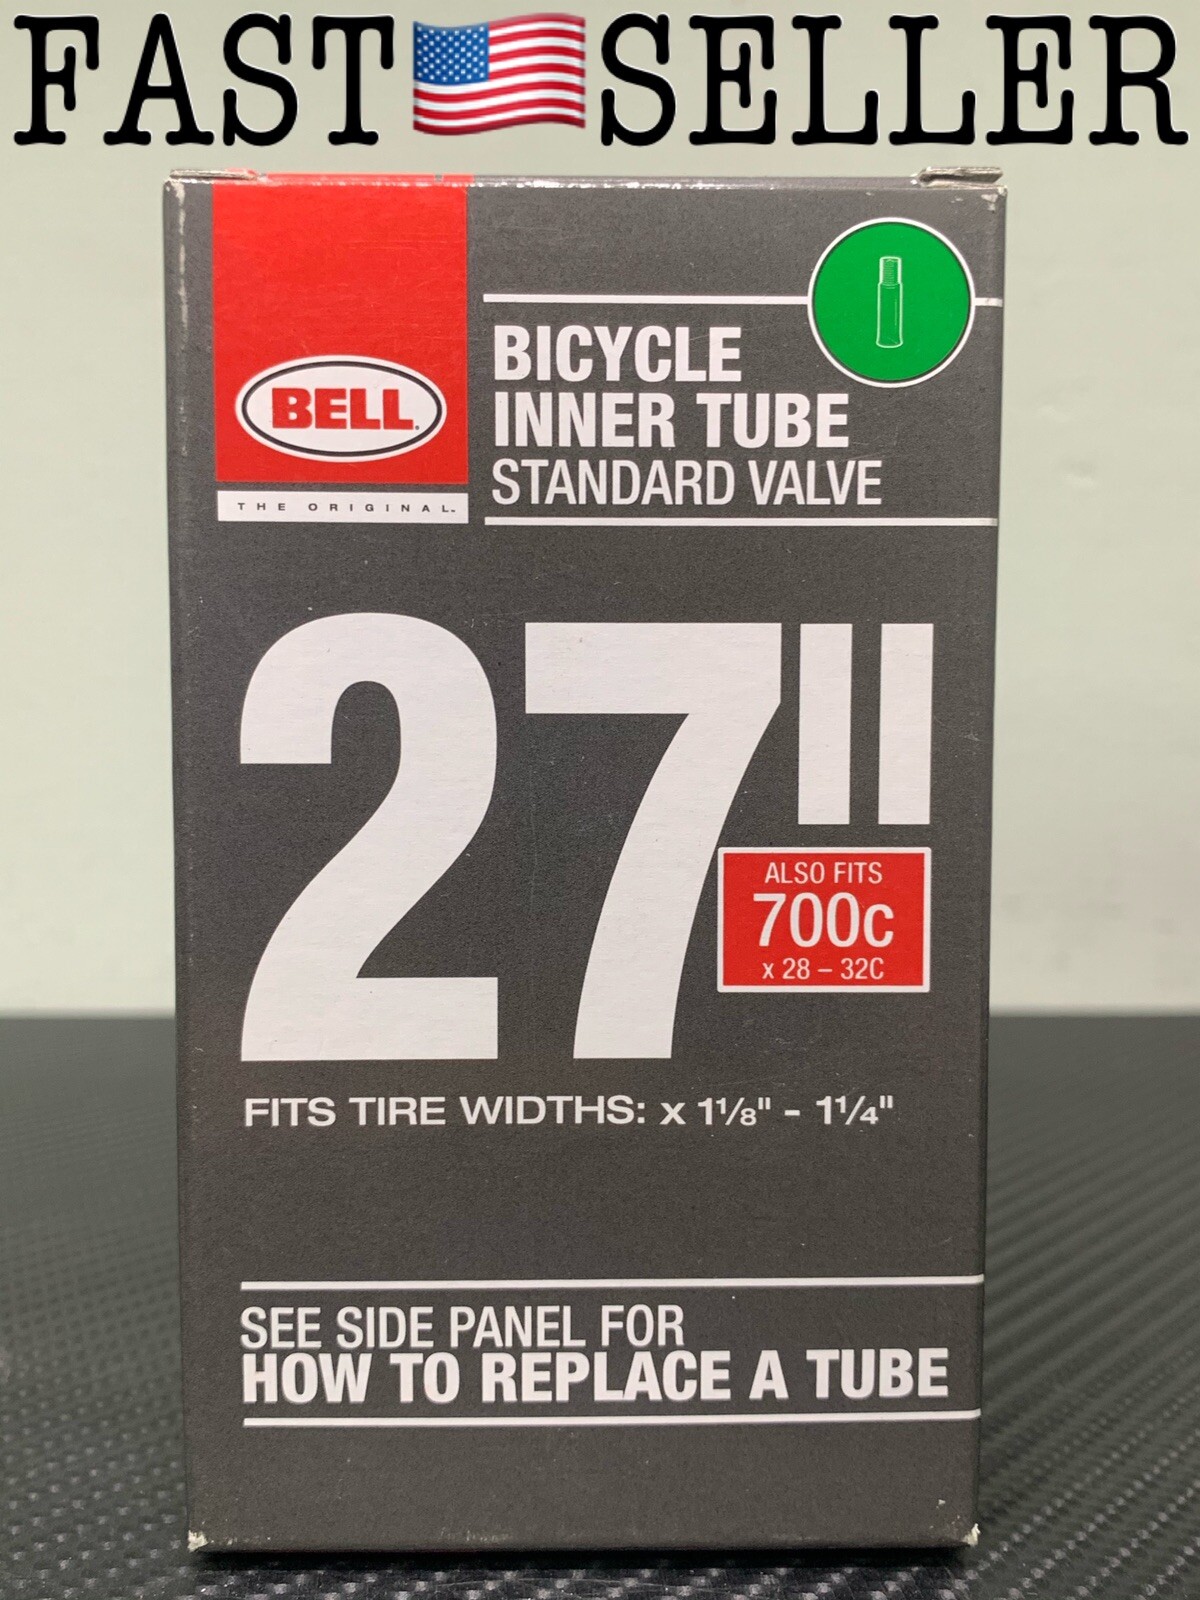 FAST SELLER
BELL
THE ORIGINAL™
BICYCLE
INNER TUBE
STANDARD VALVE
27"
ALSO FITS
700c
x 28 – 32C
FITS TIRE WIDTHS: x 1⅛" - 1¼"
SEE SIDE PANEL FOR
HOW TO REPLACE A TUBE